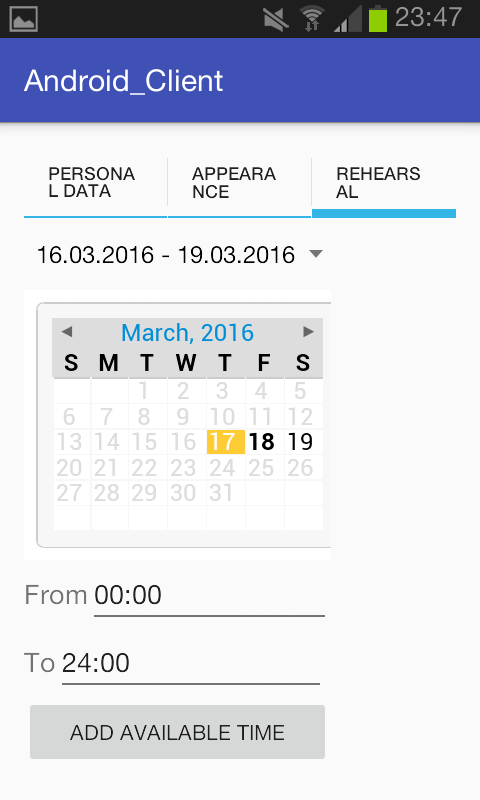 23:47
Android_Client
PERSONA
L DATA
APPEARA
NCE
REHEARS
AL
16.03.2016 - 19.03.2016
March, 2016
S M T W T F S
1 2 3 4 5
6 7 8 9 10 11 12
13 14 15 16 17 18 19
20 21 22 23 24 25 26
27 28 29 30 31
From 00:00
To 24:00
ADD AVAILABLE TIME